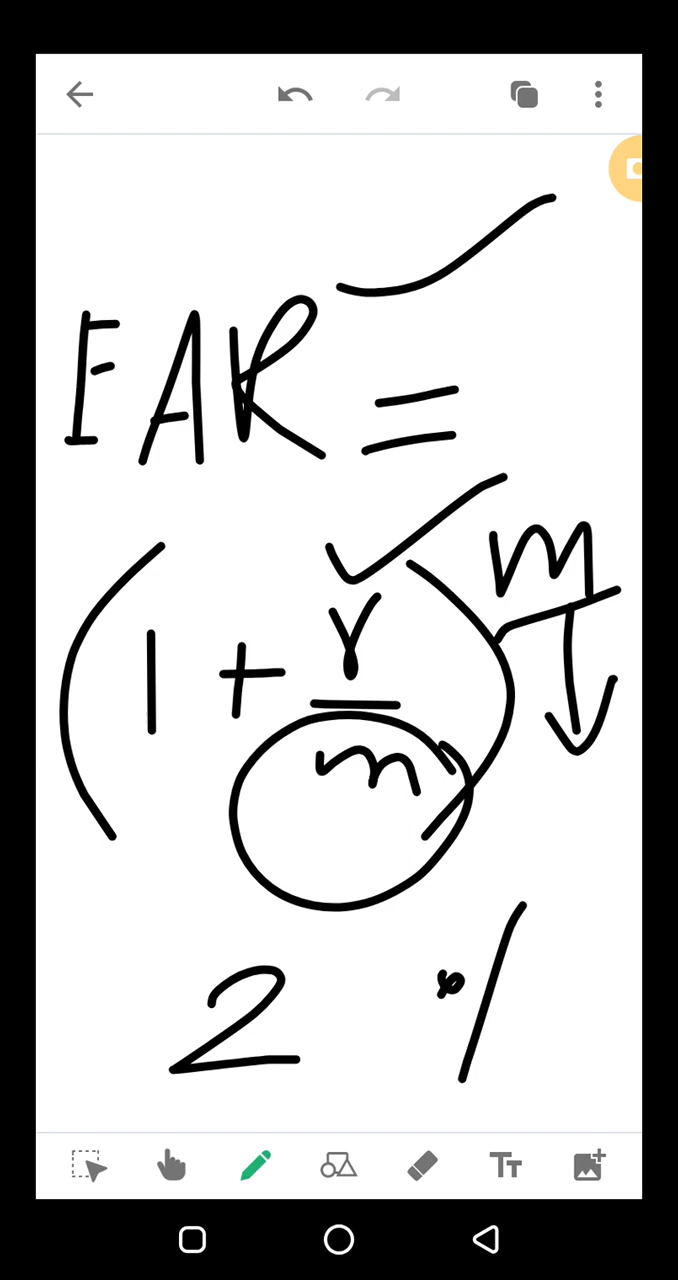 EAR =
(1 + r/m)^m
2 %